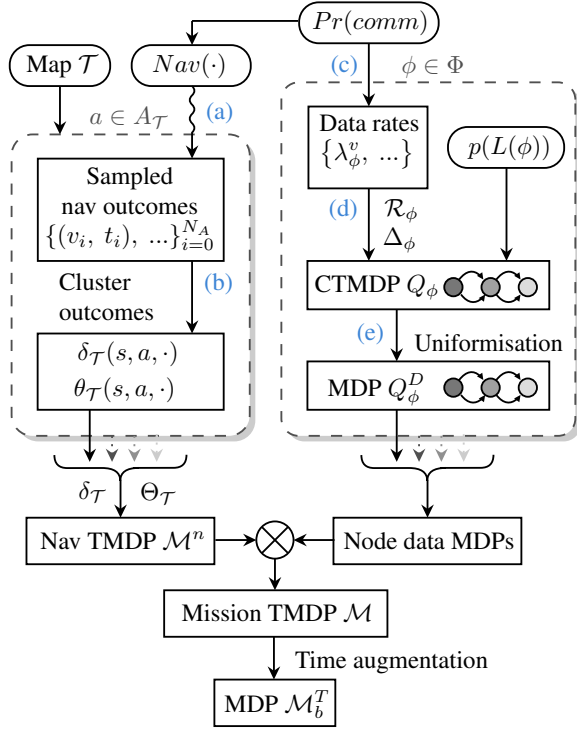 Pr(comm)
Map 𝒯
Nav(·)
(c)
ϕ ∈ Φ
a ∈ A_𝒯
(a)
Data rates
{λ_ϕ^v, ...}
p(L(ϕ))
Sampled
nav outcomes
{(v_i, t_i), ...}_{i=0}^{N_A}
(d)
ℛ_ϕ
Δ_ϕ
Cluster
outcomes
(b)
CTMDP Q_ϕ
(e)
Uniformisation
δ_𝒯(s, a, ·)
θ_𝒯(s, a, ·)
MDP Q_ϕ^D
δ_𝒯
Θ_𝒯
Nav TMDP ℳ^n
Node data MDPs
Mission TMDP ℳ
Time augmentation
MDP ℳ_b^T